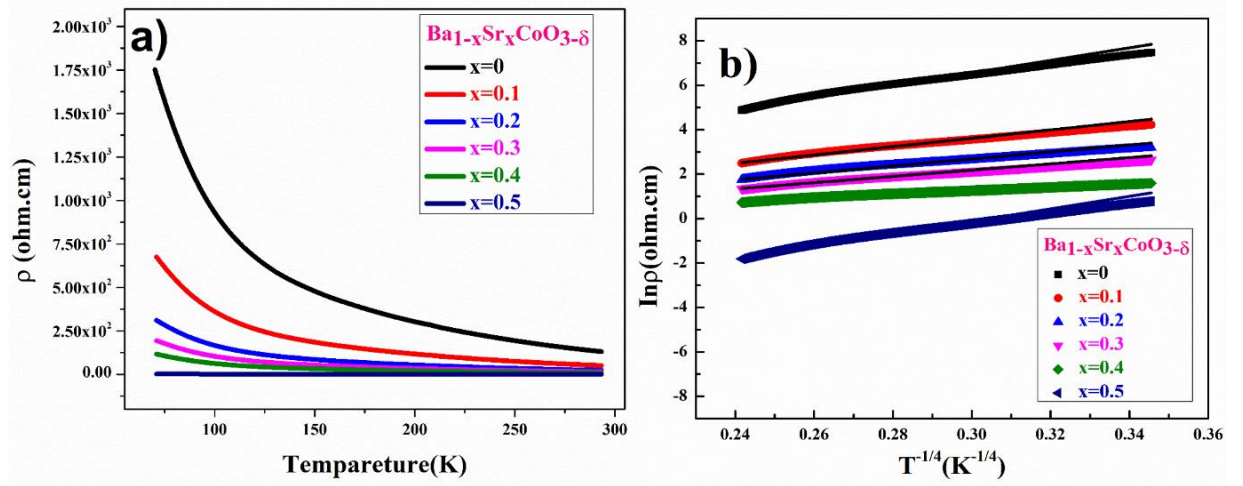 a)
Ba1-xSrxCoO3-δ
x=0
x=0.1
x=0.2
x=0.3
x=0.4
x=0.5
2.00x10³
1.75x10³
1.50x10³
1.25x10³
1.00x10³
7.50x10²
5.00x10²
2.50x10²
0.00
ρ (ohm.cm)
100
150
200
250
300
Tempareture(K)
b)
8
6
4
2
0
-2
-4
-6
-8
Inρ(ohm.cm)
Ba1-xSrxCoO3-δ
x=0
x=0.1
x=0.2
x=0.3
x=0.4
x=0.5
0.24
0.26
0.28
0.30
0.32
0.34
0.36
T-1/4(K-1/4)